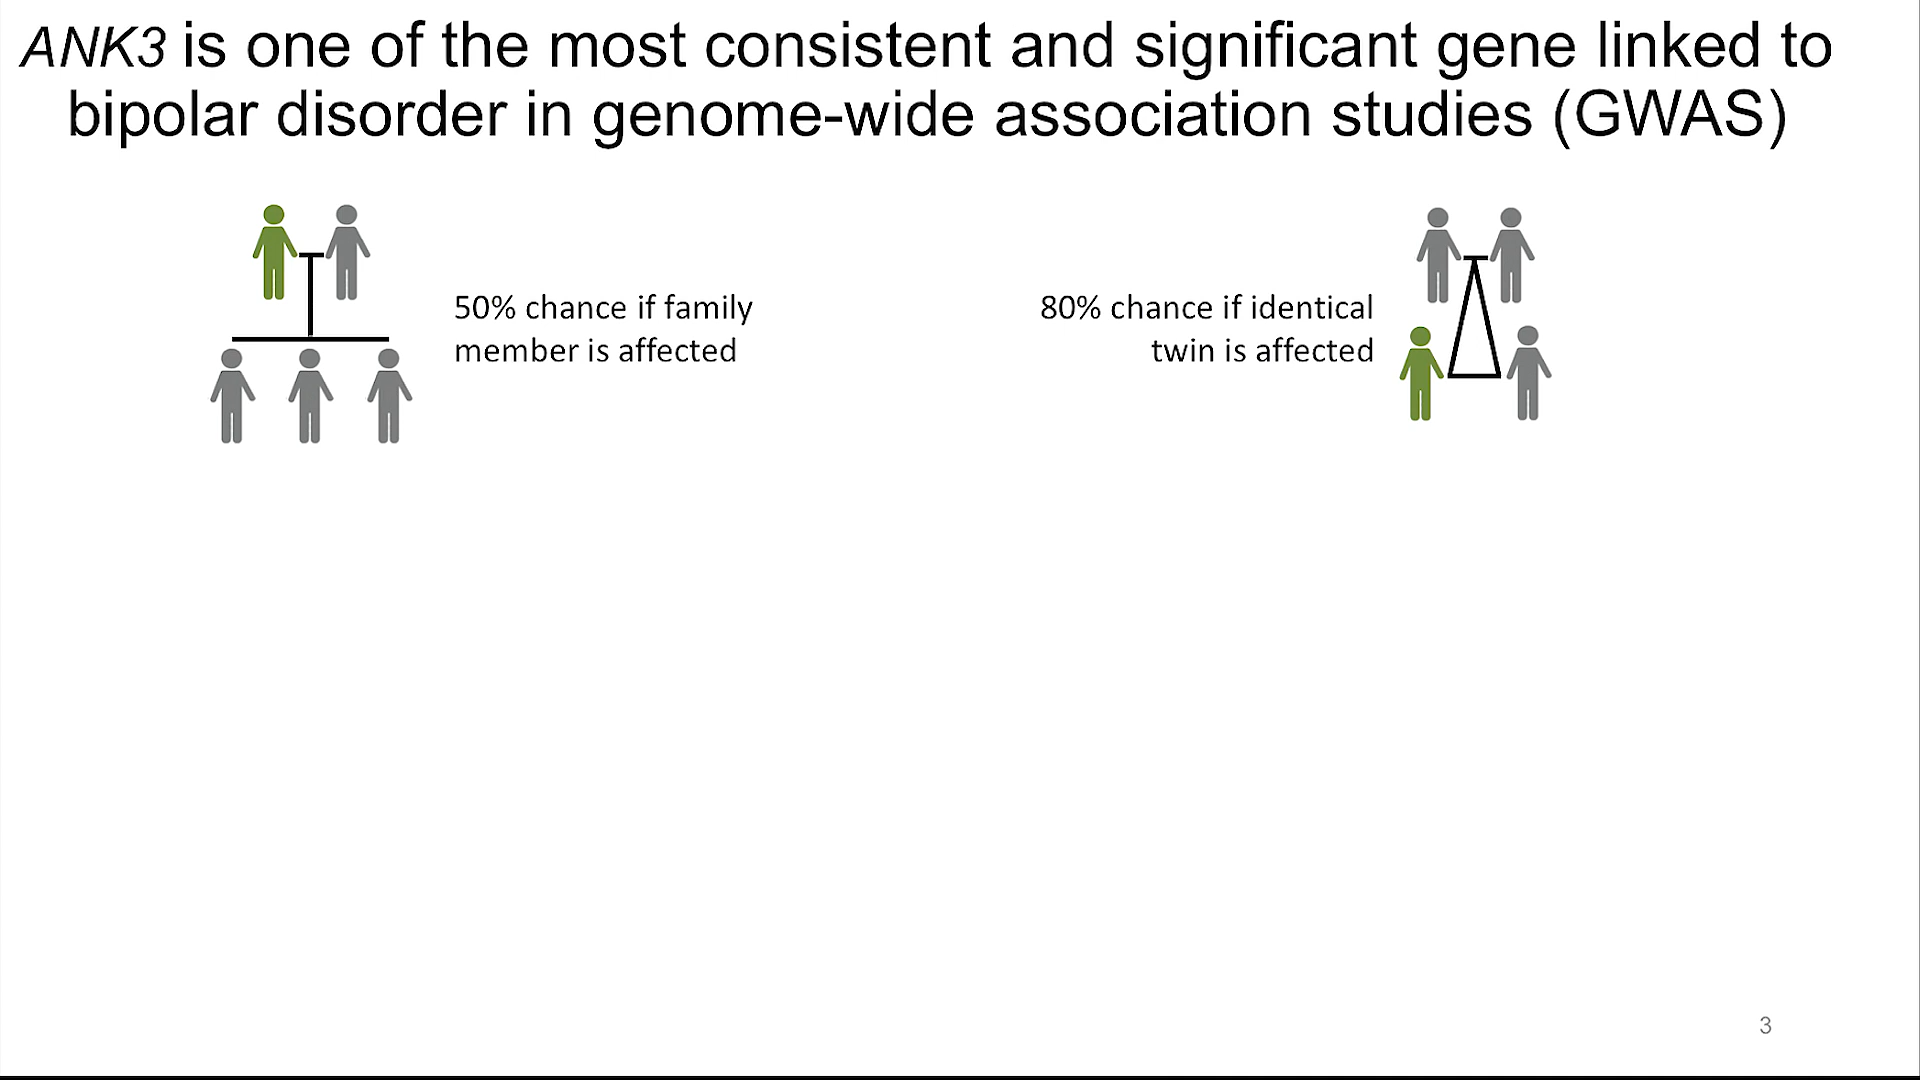 ANK3 is one of the most consistent and significant gene linked to
bipolar disorder in genome-wide association studies (GWAS)
50% chance if family
member is affected
80% chance if identical
twin is affected
3